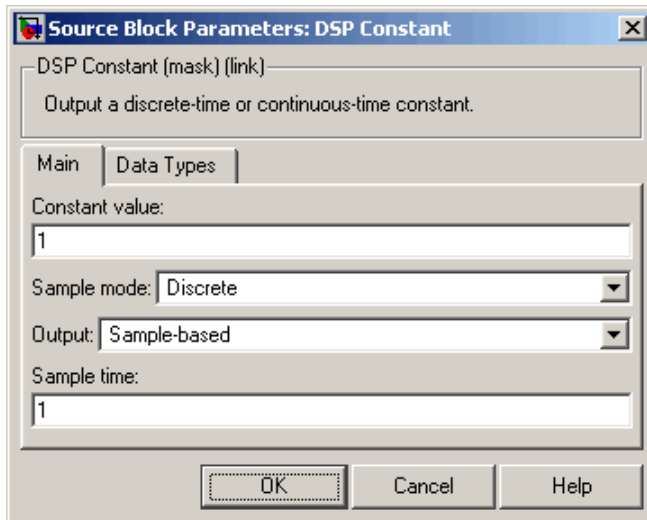 Source Block Parameters: DSP Constant
DSP Constant (mask) (link)
Output a discrete-time or continuous-time constant.
Main Data Types
Constant value:
1
Sample mode: Discrete
Output: Sample-based
Sample time:
1
OK Cancel Help